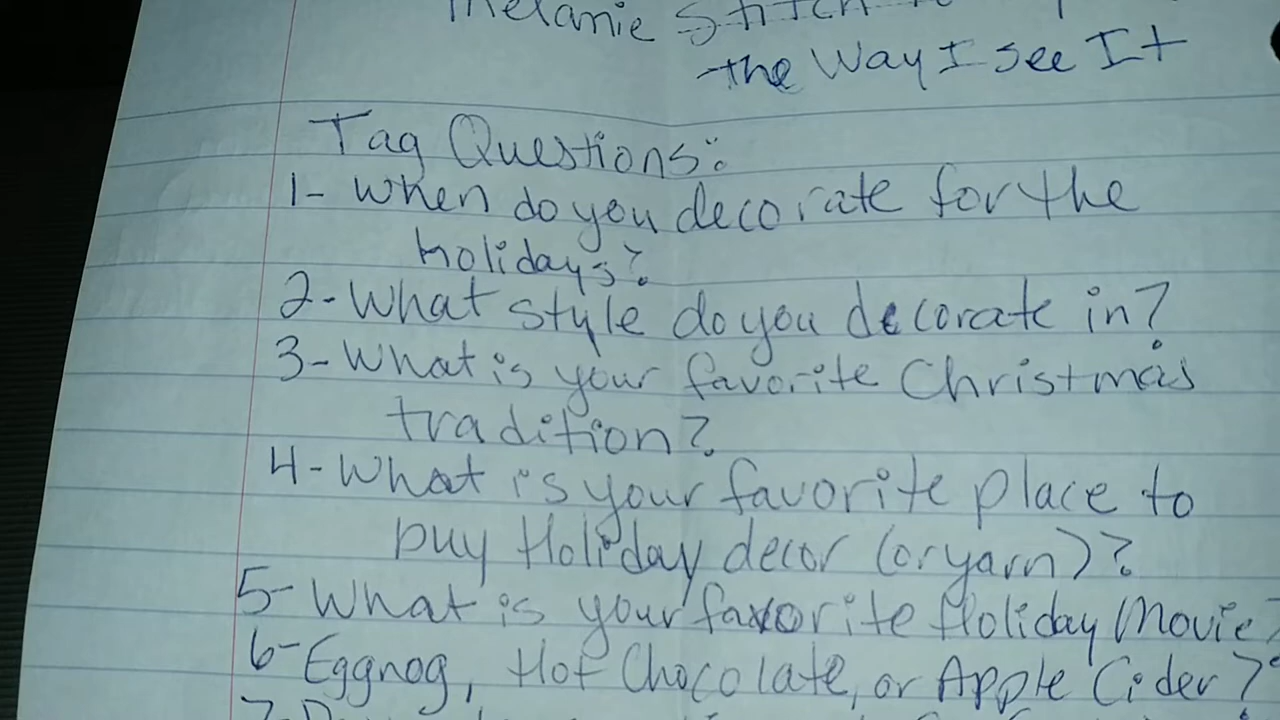 Melanie Stitch
the Way I see It
Tag Questions:
1- When do you decorate for the
holidays?
2- What style do you decorate in?
3- What is your favorite Christmas
tradition?
4- What is your favorite place to
buy Holiday decor (or yarn)?
5- What is your favorite Holiday Movie?
6- Eggnog, Hot Chocolate, or Apple Cider?